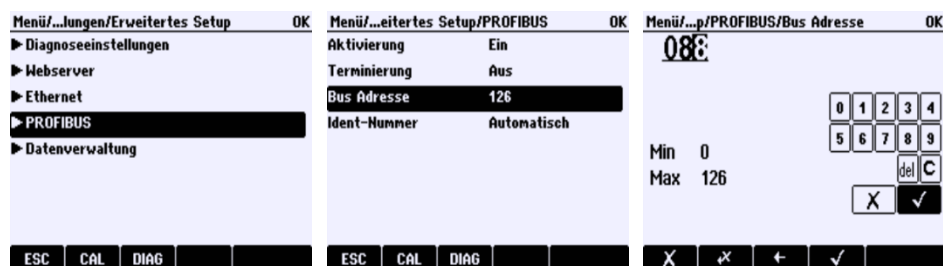 Menü/...lungen/Erweitertes Setup OK
▶ Diagnoseeinstellungen
▶ Webserver
▶ Ethernet
▶ PROFIBUS
▶ Datenverwaltung
ESC CAL DIAG
Menü/...eitertes Setup/PROFIBUS OK
Aktivierung Ein
Terminierung Aus
Bus Adresse 126
Ident-Nummer Automatisch
ESC CAL DIAG
Menü/...p/PROFIBUS/Bus Adresse OK
088
0 1 2 3 4
5 6 7 8 9
Min 0
del C
Max 126
X ✓
X ↶X ← ✓